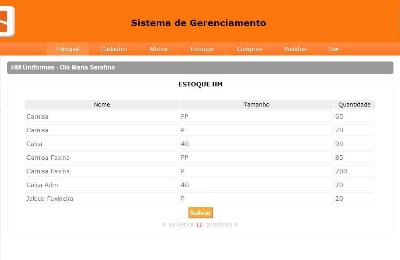 Sistema de Gerenciamento
Principal Cadastro Alterar Estoque Compras Pedidos Sair
HM Uniformes - Olá Maria Serafina
ESTOQUE HM
Nome Tamanho Quantidade
Camisa PP 65
Camisa P 70
Calça 40 90
Camisa Faxina PP 85
Camisa Faxina P 200
Calça Adm 40 20
Jaleco Faxineira P 20
Salvar
« anterior próximo »